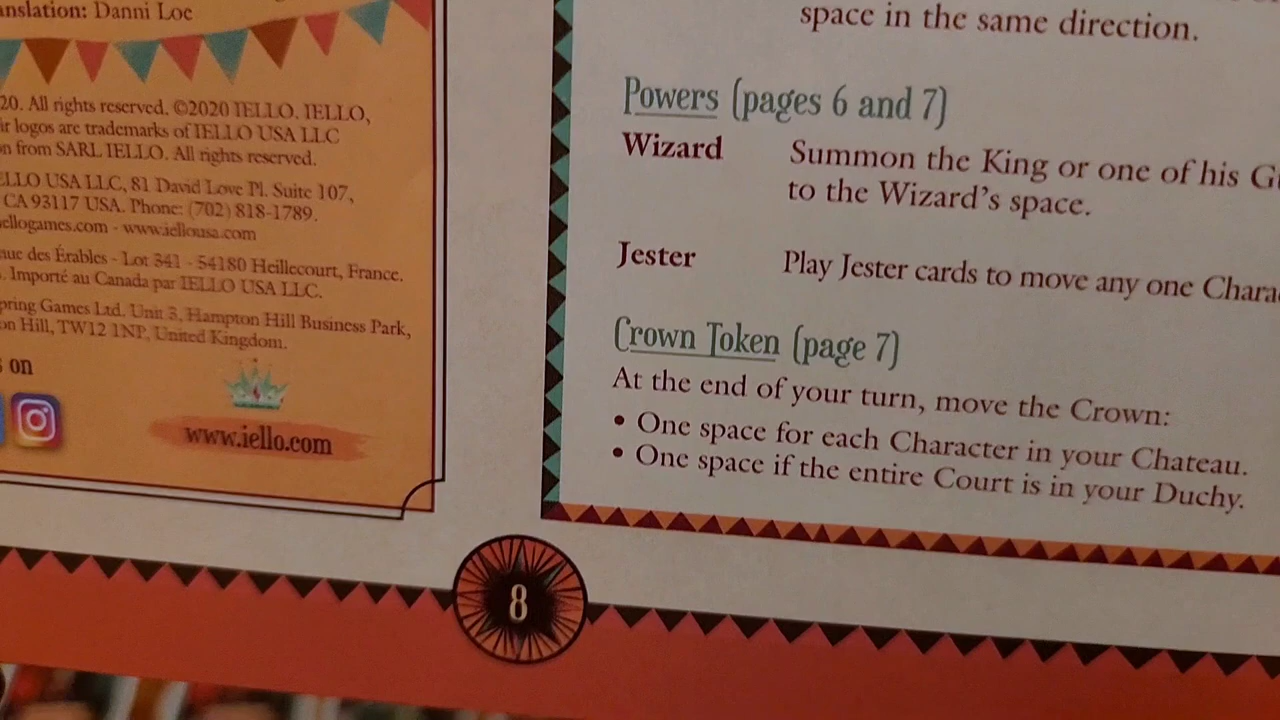 Translation: Danni Loe
20. All rights reserved. ©2020 IELLO. IELLO,
ir logos are trademarks of IELLO USA LLC
n from SARL IELLO. All rights reserved.
ELLO USA LLC, 81 David Love Pl. Suite 107,
CA 93117 USA. Phone: (702) 818-1789.
iellogames.com - www.iellousa.com
nue des Érables - Lot 341 - 54180 Heillecourt, France.
. Importé au Canada par IELLO USA LLC.
pring Games Ltd. Unit 3, Hampton Hill Business Park,
on Hill, TW12 1NP, United Kingdom.
on
www.iello.com
space in the same direction.
Powers (pages 6 and 7)
Wizard Summon the King or one of his
to the Wizard's space.
Jester Play Jester cards to move any one
Crown Token (page 7)
At the end of your turn, move the Crown:
• One space for each Character in your Chateau.
• One space if the entire Court is in your Duchy.
8